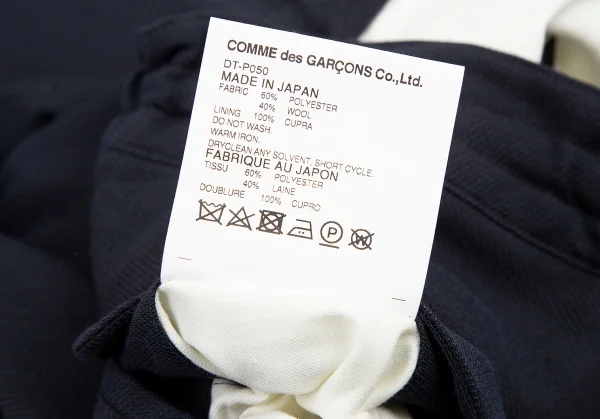 COMME des GARÇONS Co.,Ltd.
DT-P050
MADE IN JAPAN
FABRIC 60% POLYESTER
40% WOOL
LINING 100% CUPRA
DO NOT WASH.
WARM IRON.
DRYCLEAN ANY SOLVENT. SHORT CYCLE.
FABRIQUE AU JAPON
TISSU 60% POLYESTER
40% LAINE
DOUBLURE 100% CUPRO
P W